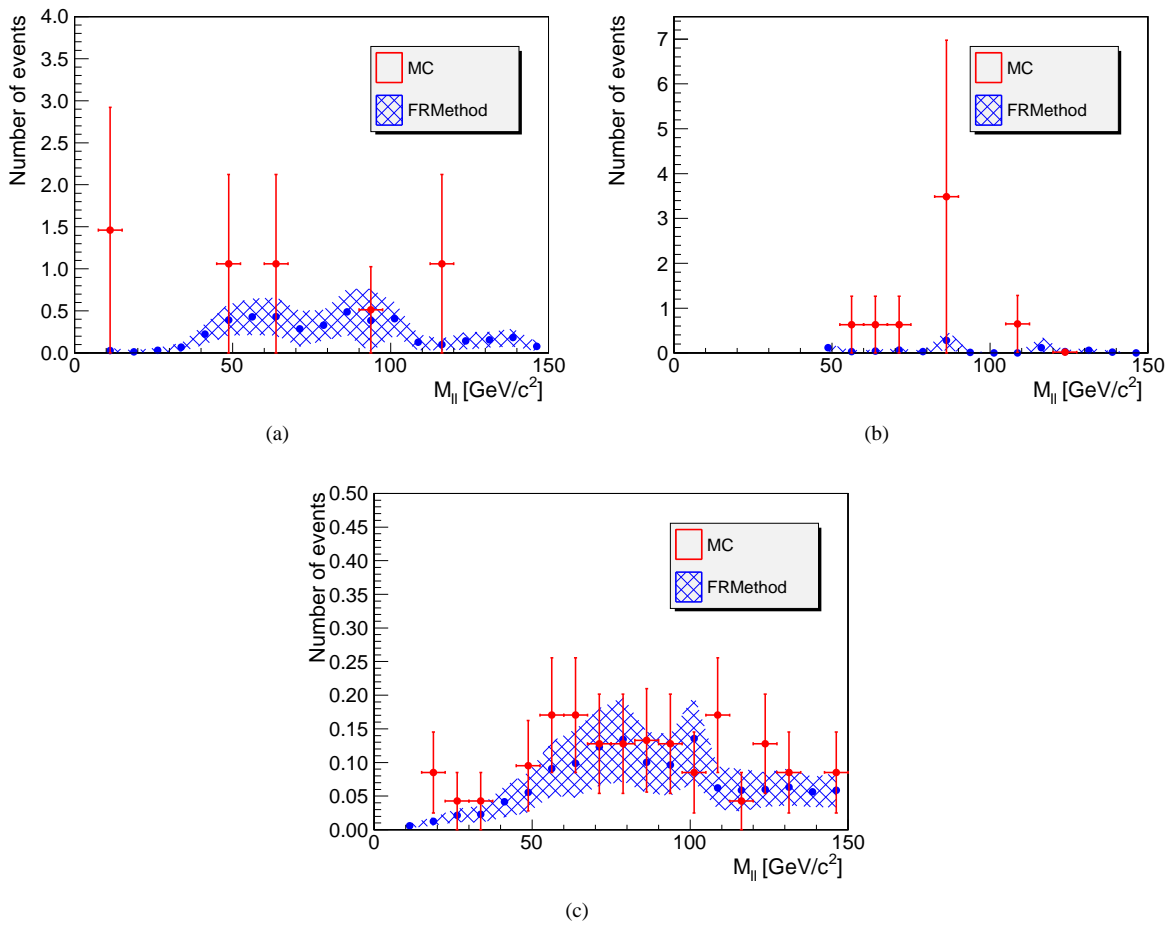 Number of events
4.0
3.5
3.0
2.5
2.0
1.5
1.0
0.5
0.0
0 50 100 150
M_ll [GeV/c^2]
MC
FRMethod
(a)
Number of events
7
6
5
4
3
2
1
0
0 50 100 150
M_ll [GeV/c^2]
MC
FRMethod
(b)
Number of events
0.50
0.45
0.40
0.35
0.30
0.25
0.20
0.15
0.10
0.05
0.00
0 50 100 150
M_ll [GeV/c^2]
MC
FRMethod
(c)